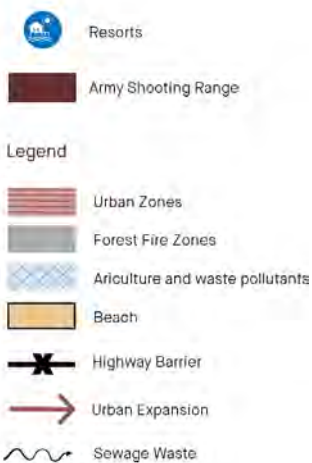 Resorts
Army Shooting Range
Legend
Urban Zones
Forest Fire Zones
Ariculture and waste pollutants
Beach
Highway Barrier
Urban Expansion
Sewage Waste